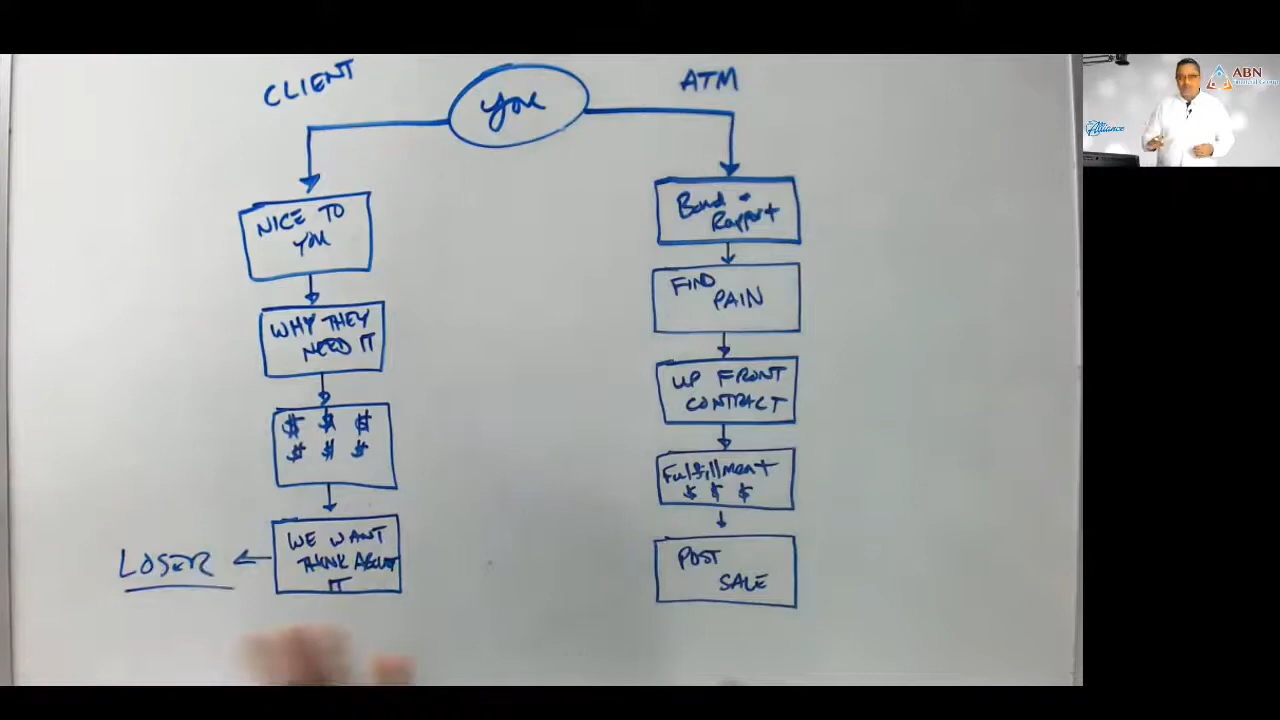 CLIENT
You
ATM
NICE TO
YOU
WHY THEY
NEED IT
$ $ $
$ $ $
WE WANT
THINK ABOUT
IT
LOSER
Bond &
Rapport
FIND
PAIN
UP FRONT
CONTRACT
Fulfillment
$ $ $
POST
SALE
ABN
Alliance